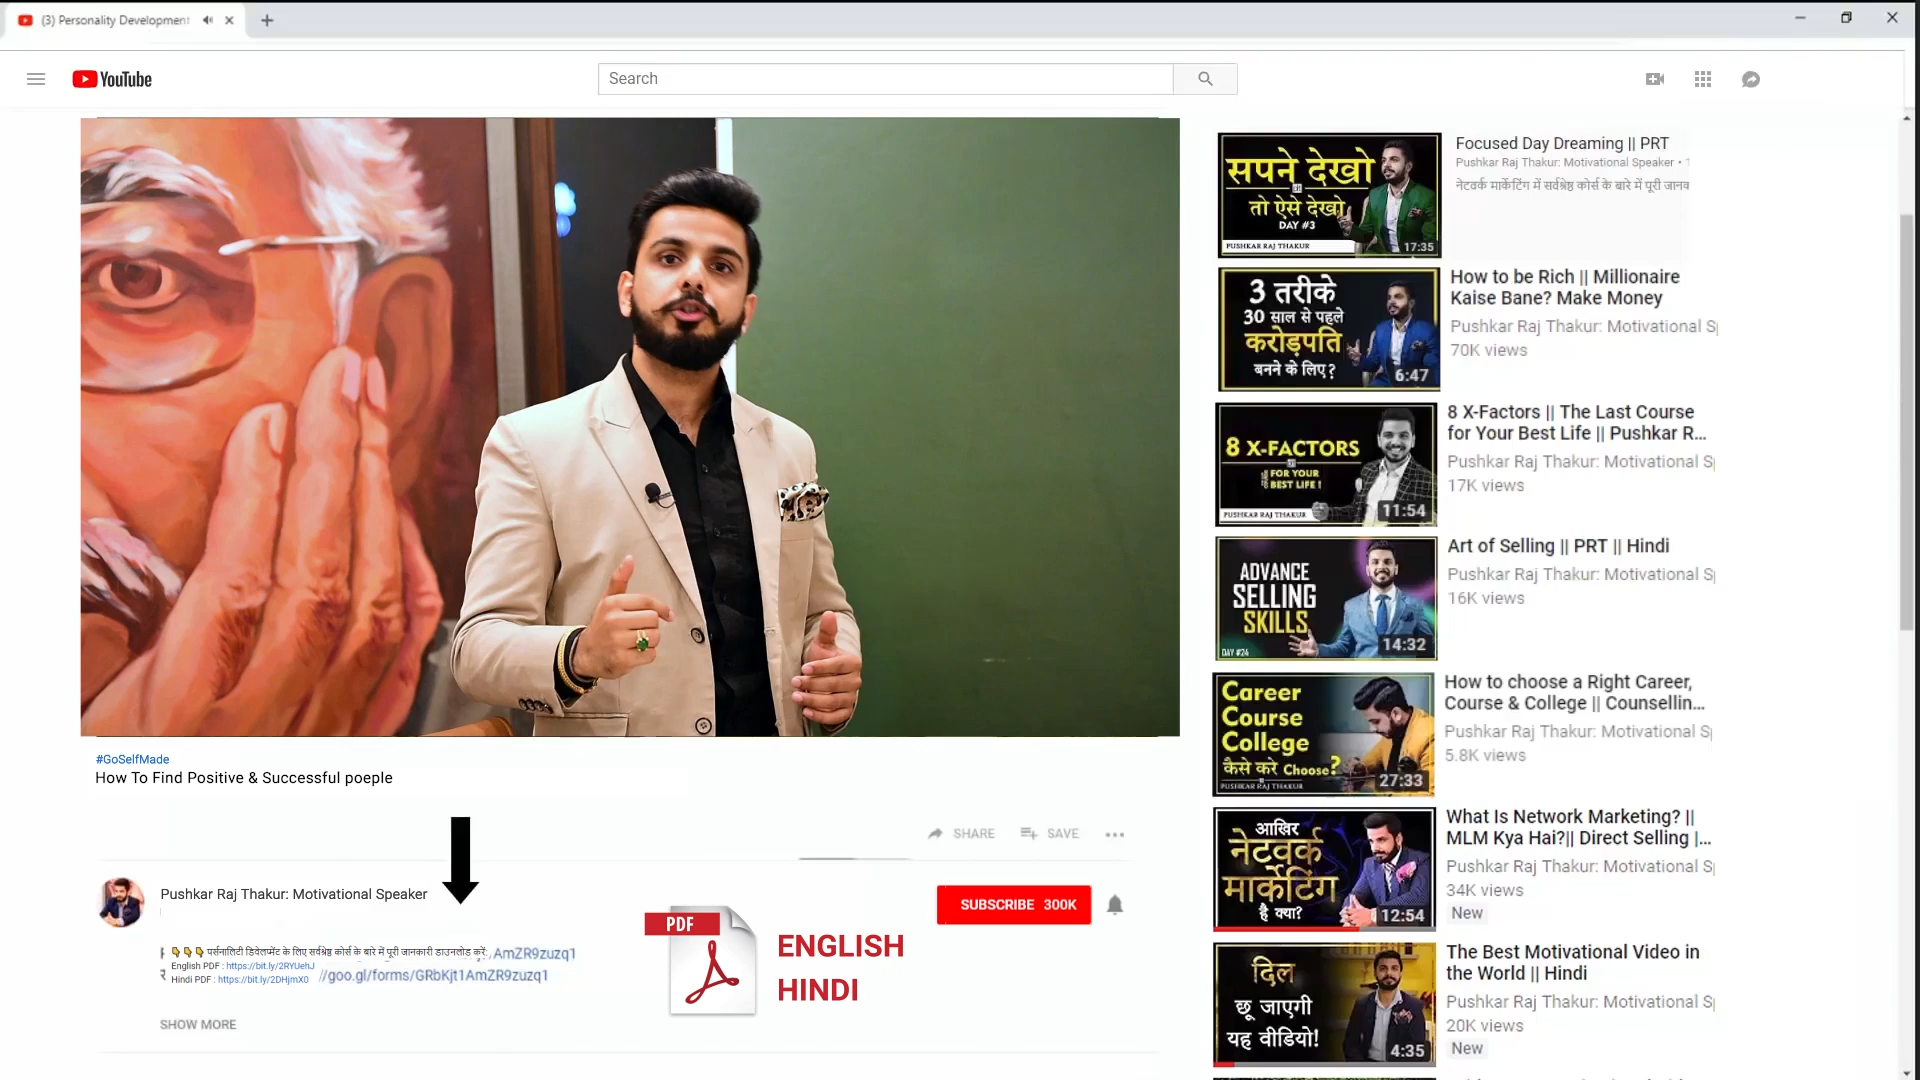 (3) Personality Development
YouTube
Search
#GoSelfMade
How To Find Positive & Successful poeple
SHARE
SAVE
Pushkar Raj Thakur: Motivational Speaker
SUBSCRIBE 300K
पर्सनालिटी डिवेलप्मेंट के लिए सर्वश्रेष्ठ कोर्स के बारे में पूरी जानकारी डाउनलोड करें:
AmZR9zuzq1
English PDF : https://bit.ly/2RYUehJ
Hindi PDF : https://bit.ly/2DHjmX0
//goo.gl/forms/GRbKjt1AmZR9zuzq1
SHOW MORE
PDF
ENGLISH
HINDI
सपने देखो
तो ऐसे देखो
DAY #3
PUSHKAR RAJ THAKUR
17:35
Focused Day Dreaming || PRT
Pushkar Raj Thakur: Motivational Speaker • 1
नेटवर्क मार्केटिंग में सर्वश्रेष्ठ कोर्स के बारे में पूरी जानव
3 तरीके
30 साल से पहले
करोड़पति
बनने के लिए?
6:47
How to be Rich || Millionaire
Kaise Bane? Make Money
Pushkar Raj Thakur: Motivational S
70K views
8 X-FACTORS
FOR YOUR
BEST LIFE !
PUSHKAR RAJ THAKUR
11:54
8 X-Factors || The Last Course
for Your Best Life || Pushkar R...
Pushkar Raj Thakur: Motivational S
17K views
ADVANCE
SELLING
SKILLS
DAY #24
14:32
Art of Selling || PRT || Hindi
Pushkar Raj Thakur: Motivational S
16K views
Career
Course
College
कैसे करे Choose?
PUSHKAR RAJ THAKUR
27:33
How to choose a Right Career,
Course & College || Counsellin...
Pushkar Raj Thakur: Motivational S
5.8K views
आखिर
नेटवर्क
मार्केटिंग
है क्या?
12:54
What Is Network Marketing? ||
MLM Kya Hai?|| Direct Selling |...
Pushkar Raj Thakur: Motivational S
34K views
New
दिल
छू जाएगी
यह वीडियो!
4:35
The Best Motivational Video in
the World || Hindi
Pushkar Raj Thakur: Motivational S
20K views
New